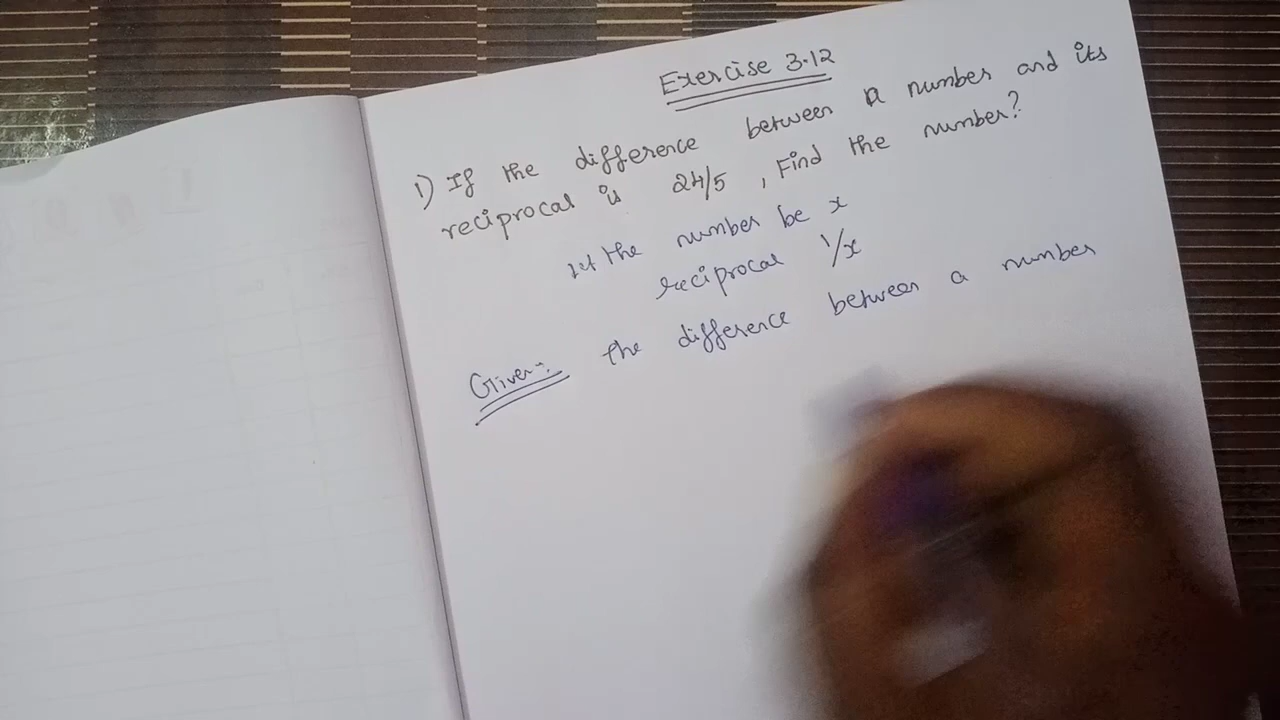 Exercise 3.12
1) If the difference between a number and its
reciprocal is 24/5 , Find the number?
let the number be x
reciprocal 1/x
Given:- the difference between a number